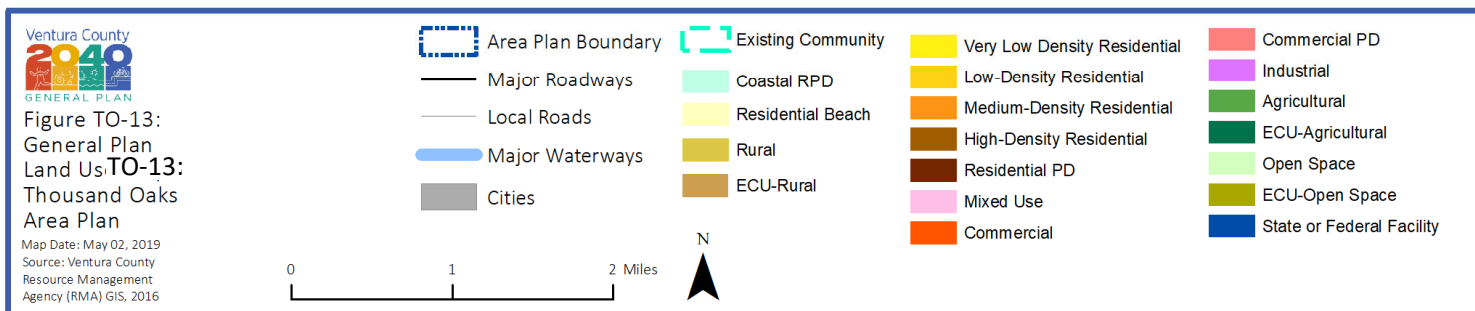 Ventura County
2040
GENERAL PLAN
Figure TO-13:
General Plan
Land Us TO-13:
Thousand Oaks
Area Plan
Map Date: May 02, 2019
Source: Ventura County
Resource Management
Agency (RMA) GIS, 2016
Area Plan Boundary
Major Roadways
Local Roads
Major Waterways
Cities
0 1 2 Miles
Existing Community
Coastal RPD
Residential Beach
Rural
ECU-Rural
N
Very Low Density Residential
Low-Density Residential
Medium-Density Residential
High-Density Residential
Residential PD
Mixed Use
Commercial
Commercial PD
Industrial
Agricultural
ECU-Agricultural
Open Space
ECU-Open Space
State or Federal Facility